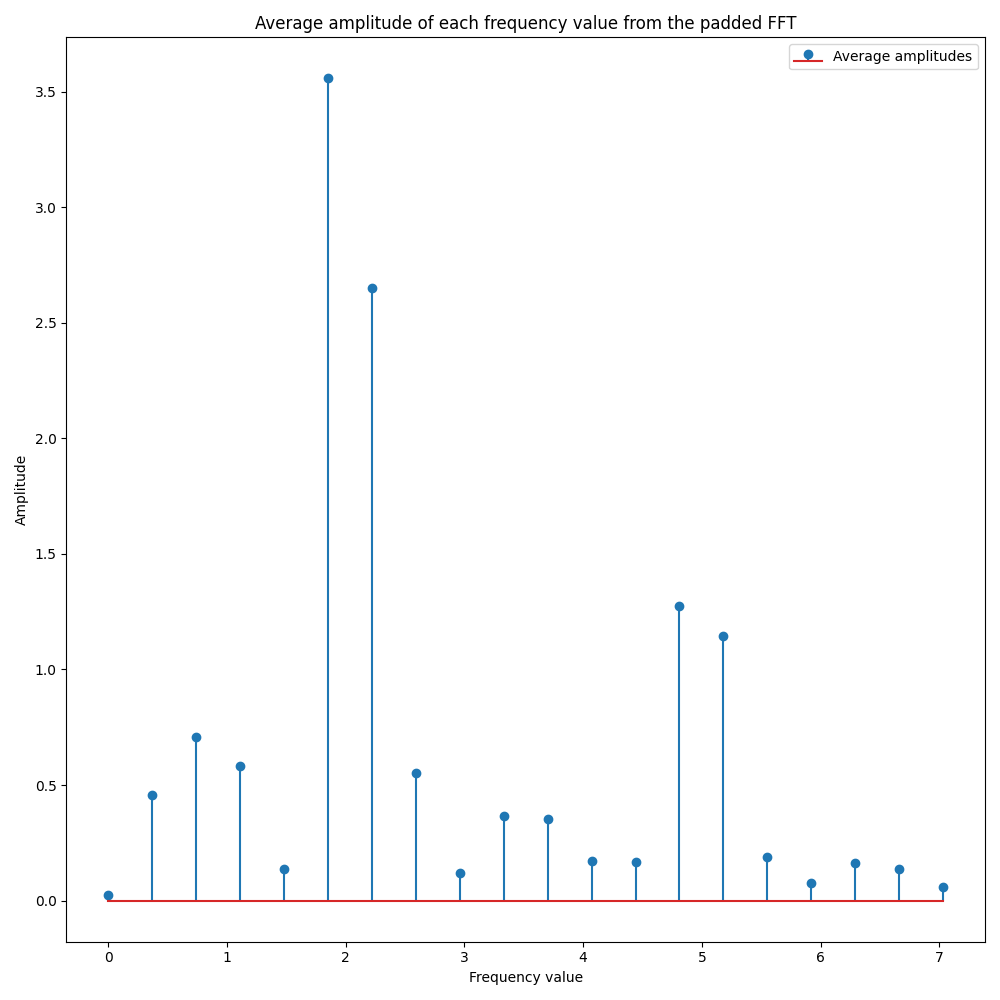 Average amplitude of each frequency value from the padded FFT
Average amplitudes
3.5
3.0
2.5
2.0
1.5
1.0
0.5
0.0
Amplitude
0 1 2 3 4 5 6 7
Frequency value